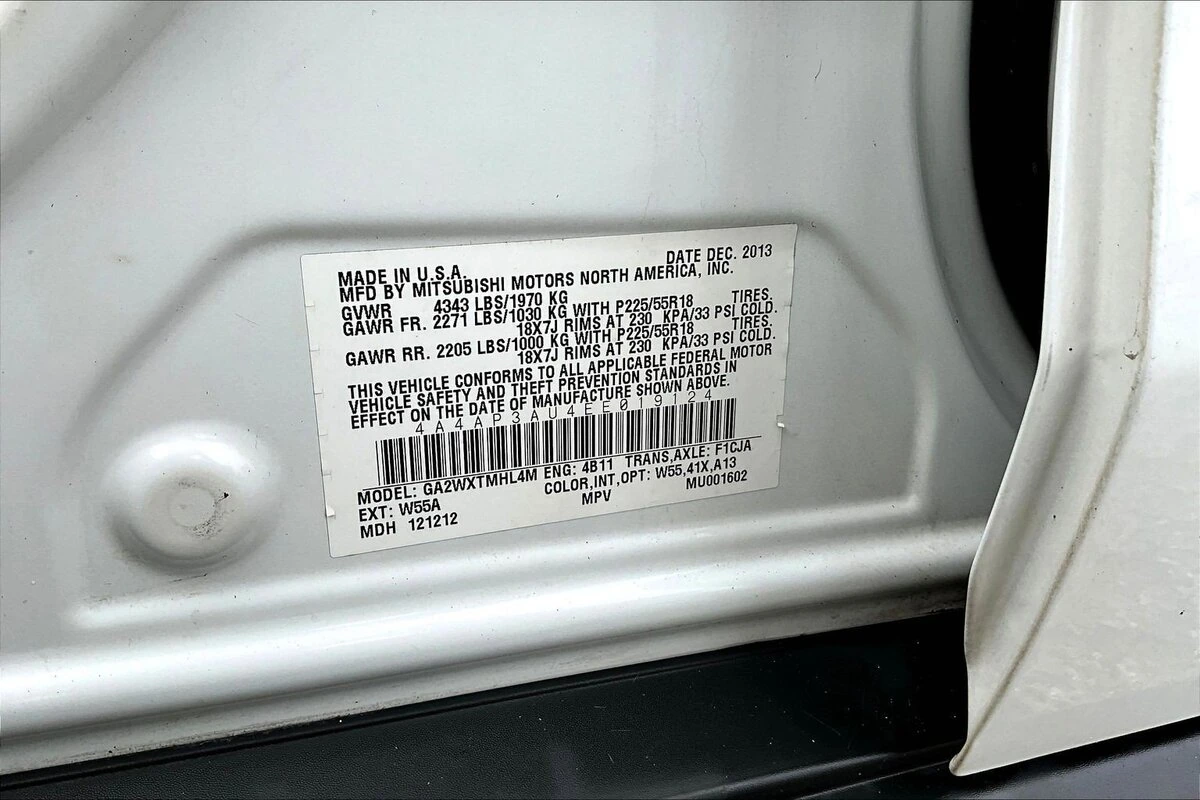 MADE IN U.S.A. DATE DEC. 2013
MFD BY MITSUBISHI MOTORS NORTH AMERICA, INC.
GVWR 4343 LBS/1970 KG
GAWR FR. 2271 LBS/1030 KG WITH P225/55R18 TIRES.
18X7J RIMS AT 230 KPA/33 PSI COLD.
GAWR RR. 2205 LBS/1000 KG WITH P225/55R18 TIRES.
18X7J RIMS AT 230 KPA/33 PSI COLD.
THIS VEHICLE CONFORMS TO ALL APPLICABLE FEDERAL MOTOR
VEHICLE SAFETY AND THEFT PREVENTION STANDARDS IN
EFFECT ON THE DATE OF MANUFACTURE SHOWN ABOVE.
4A4AP3AU4EE019124
MODEL: GA2WXTMHL4M ENG: 4B11 TRANS,AXLE: F1CJA
EXT: W55A COLOR,INT,OPT: W55,41X,A13
MDH 121212 MPV MU001602